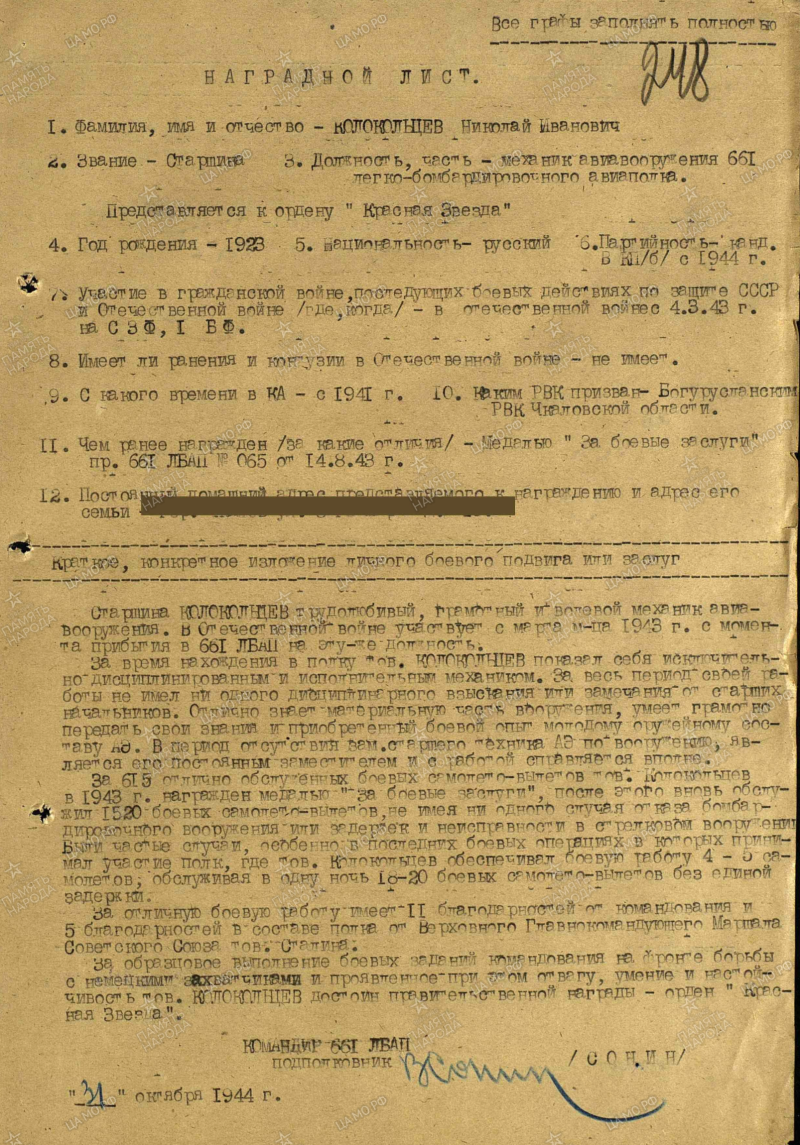 Все графы заполнять полностью
248
НАГРАДНОЙ ЛИСТ.
1. Фамилия, имя и отчество - КОЛОКОЛЬЦЕВ Николай Иванович
2. Звание - Старшина 3. Должность, часть - механик авиавооружения 661
легко-бомбардировочного авиаполка.
Представляется к ордену " Красная Звезда"
4. Год рождения - 1923 5. Национальность- русский 6.Партийность- канд.
В КП/б/ с 1944 г.
7. Участие в гражданской войне,последующих боевых действиях по защите СССР
и Отечественной войне /где,когда/ - в отечественной войнес 4.3.43 г.
на С З Ф, I Б Ф.
8. Имеет ли ранения и контузии в Отечественной войне - не имеет.
9. С какого времени в КА - с 1941 г. 10. Каким РВК призван- Богурусланским
РВК Чкаловской области.
11. Чем ранее награжден /за какие отличия/ - Медалью " За боевые заслуги"
пр. 661 ЛБАП № 065 от 14.8.43 г.
12. Постоянный домашний адрес представляемого к награждению и адрес его
семьи
Краткое, конкретное изложение личного боевого подвига или заслуг
Старшина КОЛОКОЛЬЦЕВ трудолюбивый, грамотный и волевой механик авиа-
вооружения. В Отечественной войне участвует с марта м-ца 1943 г. с момен-
та прибытия в 661 ЛБАП на эту-же должность.
За время нахождения в полку тов. КОЛОКОЛЬЦЕВ показал себя исключитель-
но дисциплинированным и исполнительным механиком. За весь период своей ра-
боты не имел ни одного дисциплинарного взыскания или замечания от старших
начальников. Отлично знает материальную часть вооружения, умеет грамотно
передать свои знания и приобретенный боевой опыт молодому оружейному сос-
таву АЭ. В период отсутствия зам.старшего техника АЭ по вооружению, яв-
ляется его постоянным заместителем и с работой справляется вполне.
За 615 отлично обслуженных боевых самолето-вылетов тов. Колокольцев
в 1943 г. награжден медалью " За боевые заслуги", после этого вновь обслу-
жил 1520 боевых самолето-вылетов,не имея ни одного случая отказа бомбар-
дировочного вооружения или задержек и неисправности в стрелковом вооружении
Были частые случаи, особенно в последних боевых операциях в которых прини-
мал участие полк, где тов. Колокольцев обеспечивал боевую работу 4 - 5 са-
молетов, обслуживая в одну ночь 18-20 боевых самолето-вылетов без единой
задержки.
За отличную боевую работу имеет 11 благодарностей от командования и
5 благодарностей в составе полка от Верховного Главнокомандующего Маршала
Советского Союза тов. Сталина.
За образцовое выполнение боевых заданий командования на фронте борьбы
с немецкими захватчиками и проявленное при этом отвагу, умение и настой-
чивость тов. КОЛОКОЛЬЦЕВ достоин правительственной награды - орден " Крас-
ная Звезда".
КОМАНДИР 661 ЛБАП
ПОДПОЛКОВНИК /СОНИН/
"31" октября 1944 г.